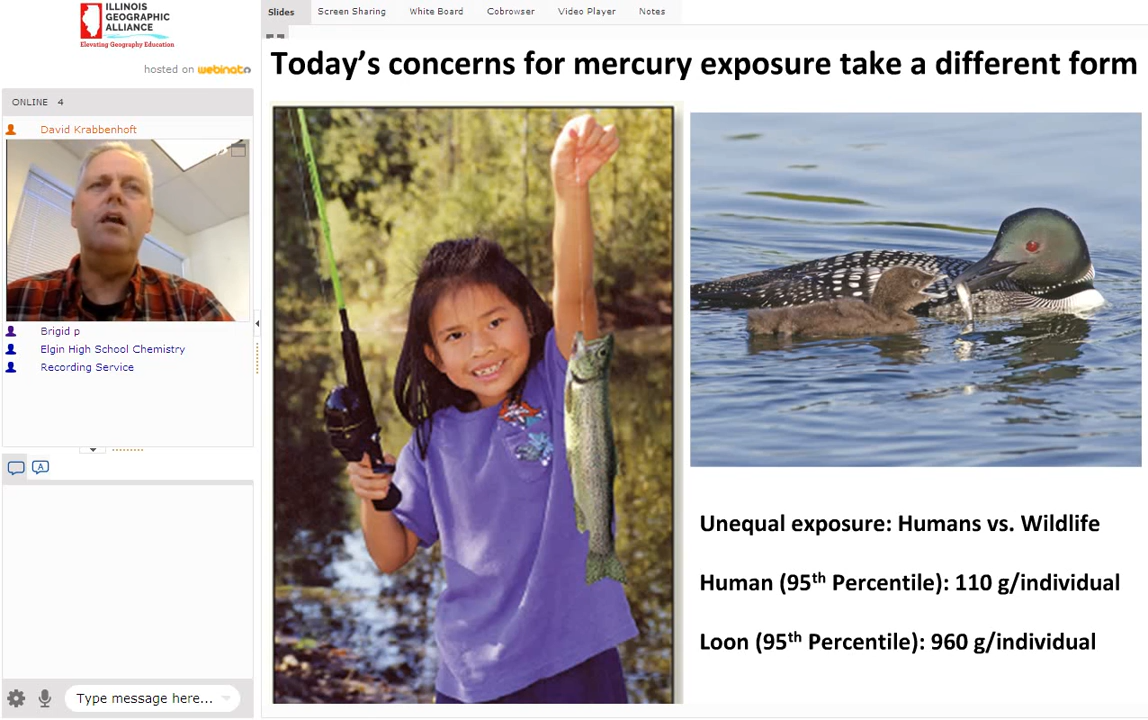 ILLINOIS
GEOGRAPHIC
ALLIANCE
Elevating Geography Education
hosted on webinato
ONLINE 4
David Krabbenhoft
Brigid p
Elgin High School Chemistry
Recording Service
A
Type message here...
Slides Screen Sharing White Board Cobrowser Video Player Notes
Today's concerns for mercury exposure take a different form
Unequal exposure: Humans vs. Wildlife
Human (95th Percentile): 110 g/individual
Loon (95th Percentile): 960 g/individual